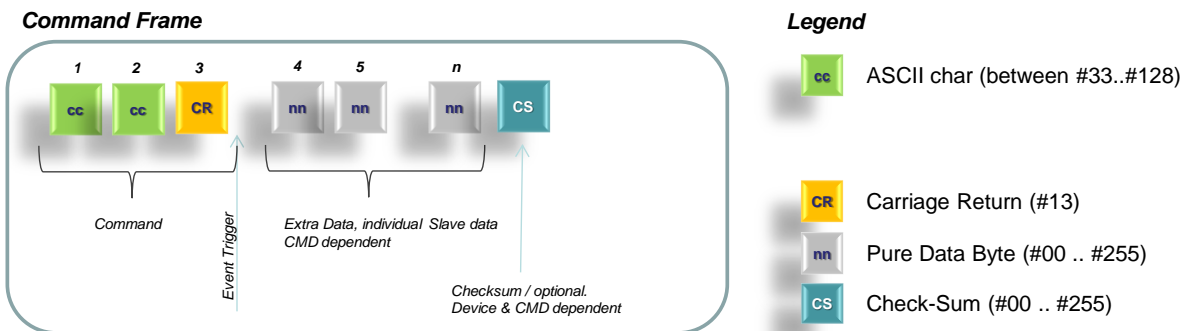 Command Frame
1 2 3 4 5 n
cc cc CR nn nn nn CS
Command
Event Trigger
Extra Data, individual Slave data
CMD dependent
Checksum / optional.
Device & CMD dependent
Legend
cc ASCII char (between #33..#128)
CR Carriage Return (#13)
nn Pure Data Byte (#00 .. #255)
CS Check-Sum (#00 .. #255)